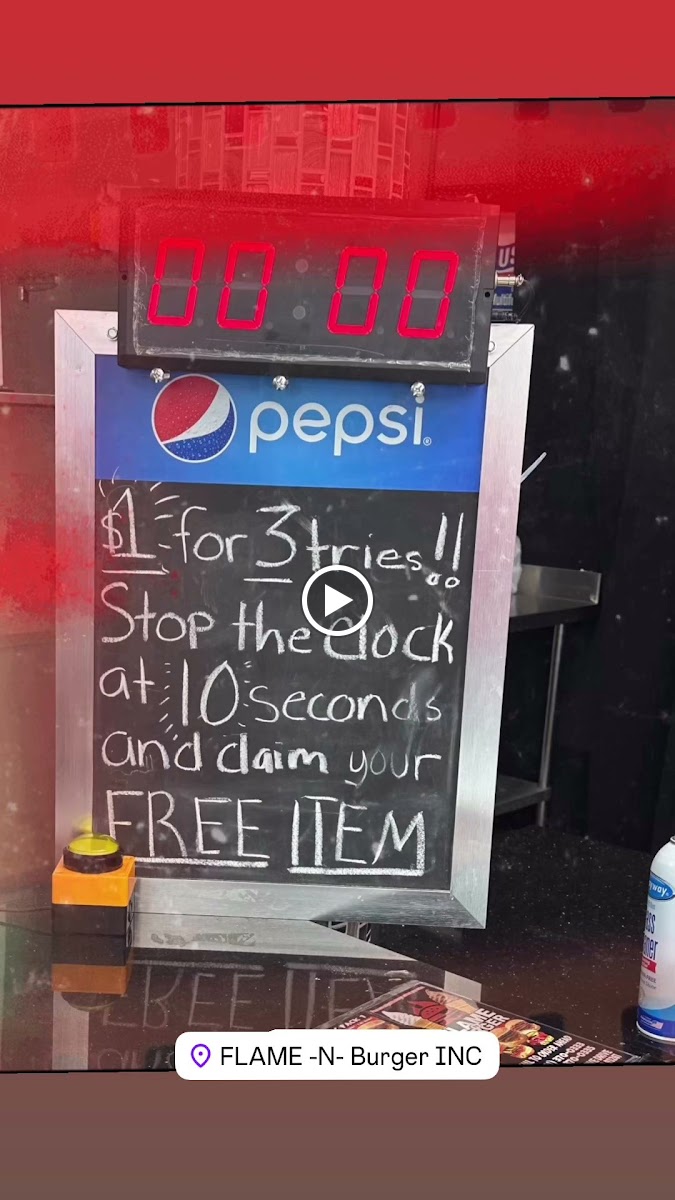 00 00
pepsi
$1 for 3 tries!!
Stop the Clock
at 10 seconds
and claim your
FREE ITEM
FLAME -N- Burger INC